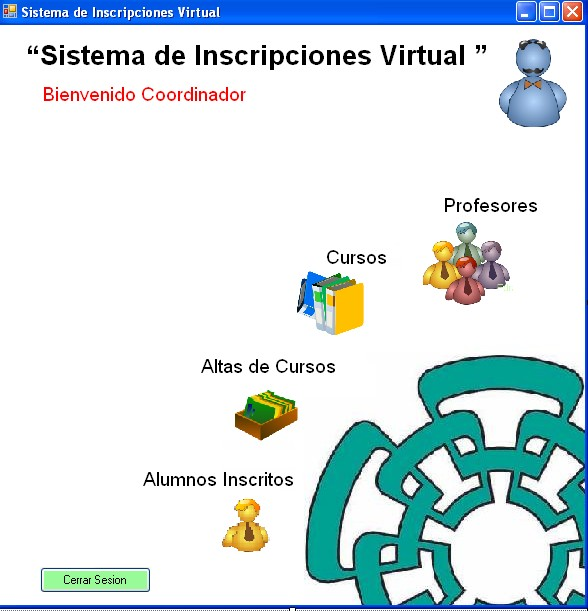 Sistema de Inscripciones Virtual
“Sistema de Inscripciones Virtual ”
Bienvenido Coordinador
Profesores
Cursos
Altas de Cursos
Alumnos Inscritos
Cerrar Sesion